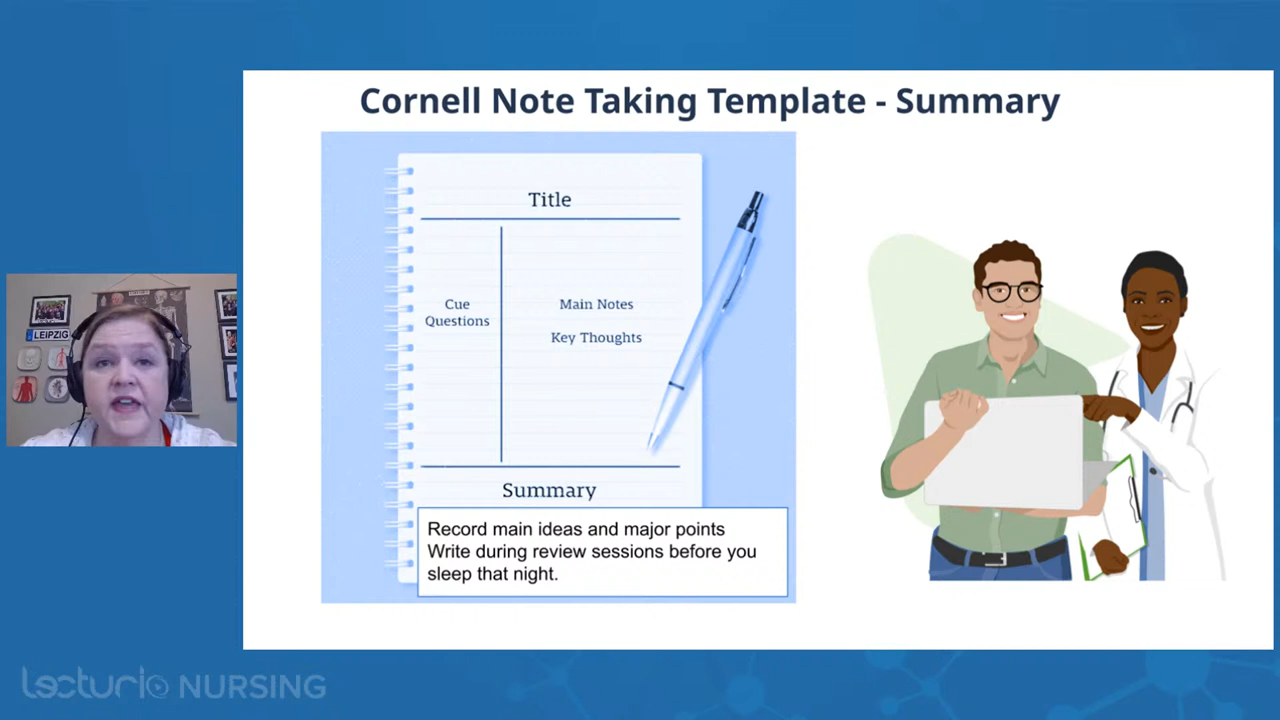 Cornell Note Taking Template - Summary
Title
Cue
Questions
Main Notes
Key Thoughts
Summary
Record main ideas and major points
Write during review sessions before you
sleep that night.
LEIPZIG
lecturio NURSING